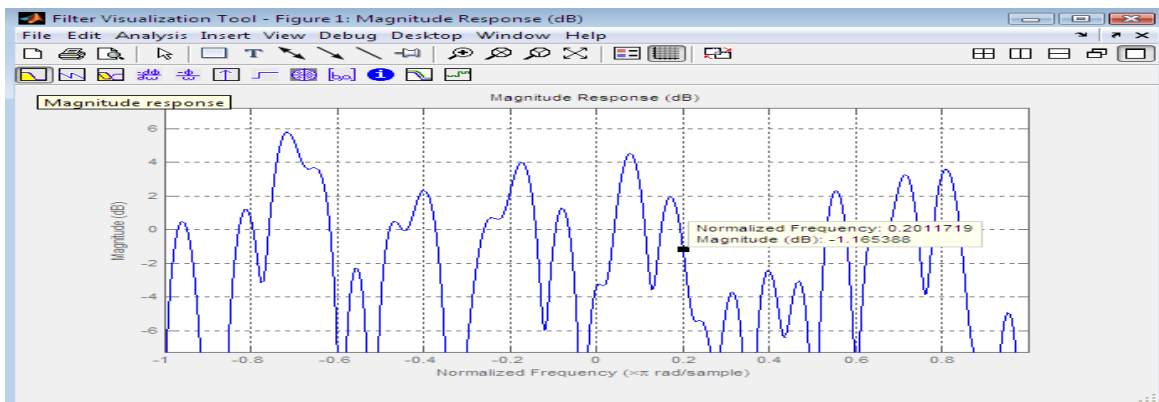 Filter Visualization Tool - Figure 1: Magnitude Response (dB)
File Edit Analysis Insert View Debug Desktop Window Help
Magnitude response
Magnitude Response (dB)
6
4
2
0
-2
-4
-6
Magnitude (dB)
Normalized Frequency: 0.2011719
Magnitude (dB): -1.165388
-1 -0.8 -0.6 -0.4 -0.2 0 0.2 0.4 0.6 0.8
Normalized Frequency (×π rad/sample)